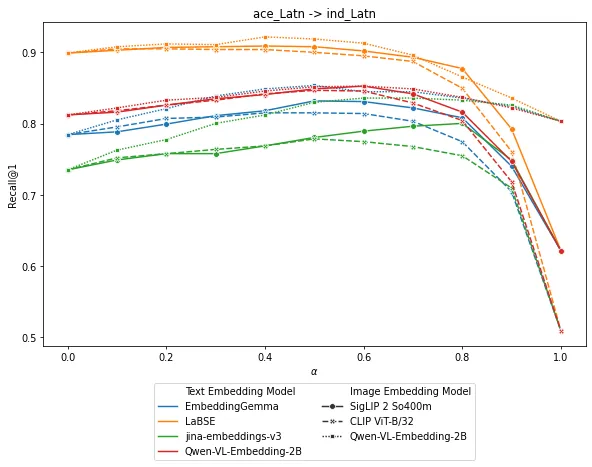 ace_Latn -> ind_Latn
Recall@1
0.9
0.8
0.7
0.6
0.5
0.0
0.2
0.4
0.6
0.8
1.0
α
Text Embedding Model
EmbeddingGemma
LaBSE
jina-embeddings-v3
Qwen-VL-Embedding-2B
Image Embedding Model
SigLIP 2 So400m
CLIP ViT-B/32
Qwen-VL-Embedding-2B